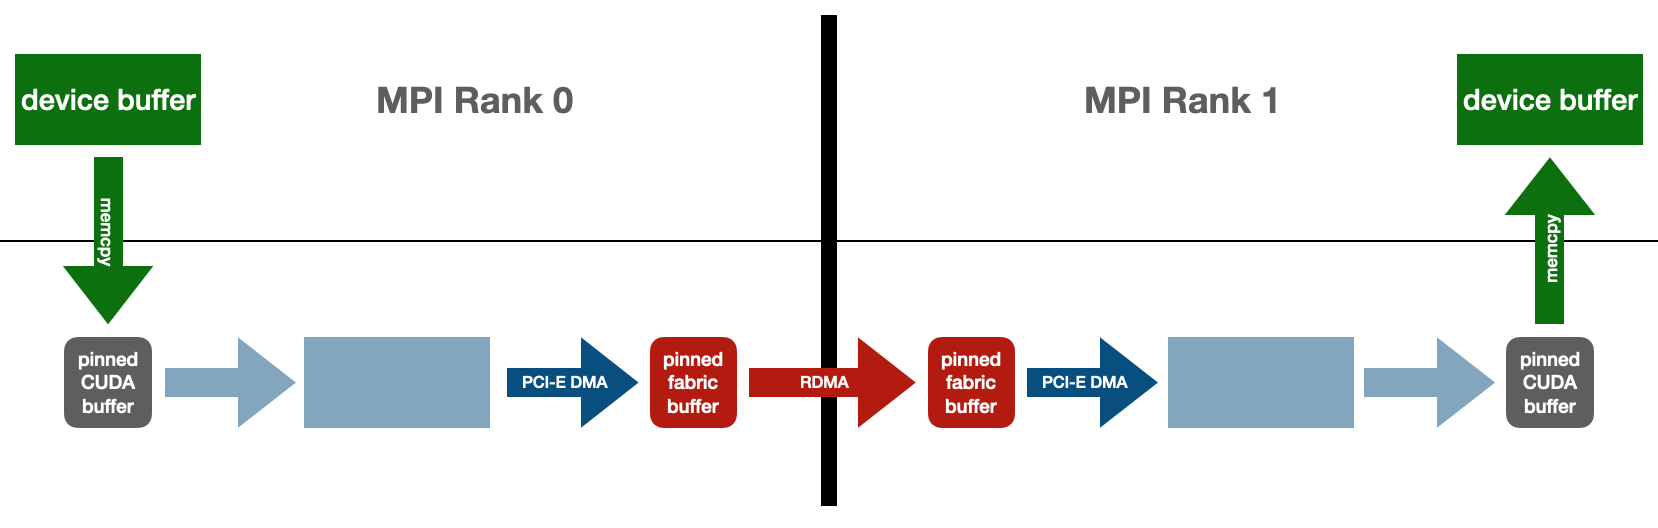 device buffer
MPI Rank 0
MPI Rank 1
device buffer
memcpy
memcpy
pinned
CUDA
buffer
PCI-E DMA
pinned
fabric
buffer
RDMA
pinned
fabric
buffer
PCI-E DMA
pinned
CUDA
buffer